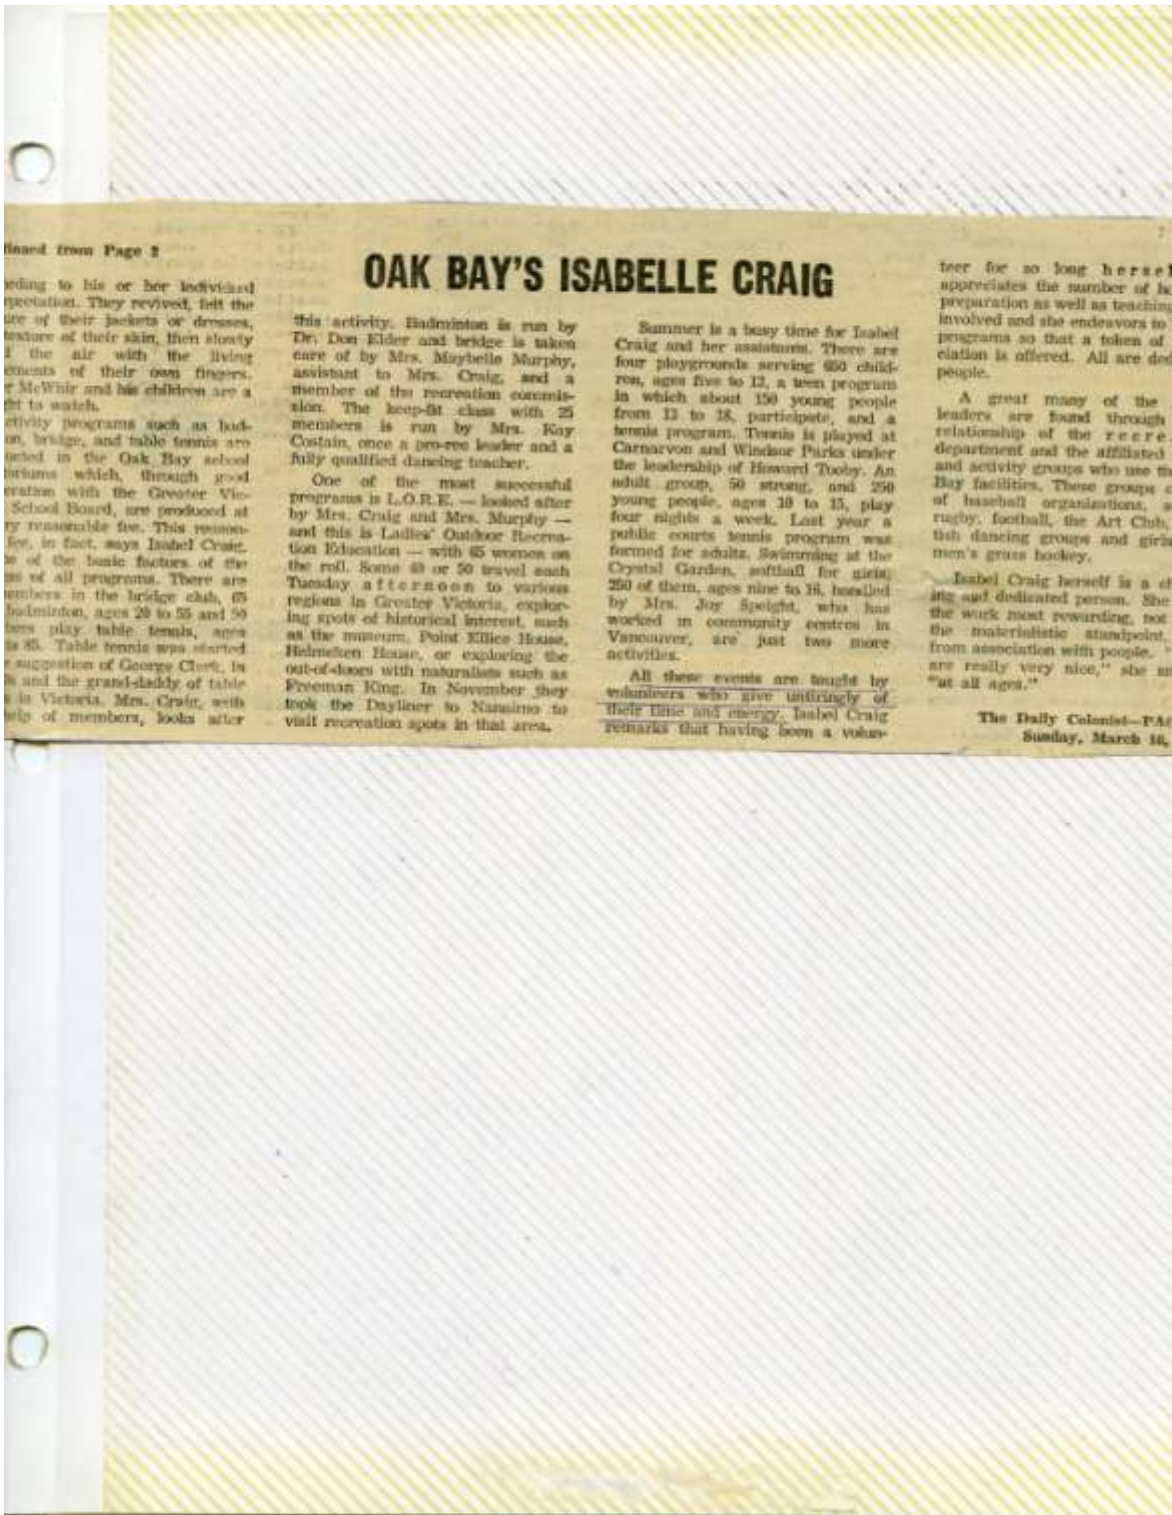 tinued from Page 2
OAK BAY'S ISABELLE CRAIG
rding to his or her individual
pectation. They revived, felt the
ure of their jackets or dresses,
texture of their skin, then slowly
the air with the living
ements of their own fingers.
McWhir and his children are a
ht to watch.
ctivity programs such as bad-
on, bridge, and table tennis are
ucted in the Oak Bay school
toriums which, through good
eration with the Greater Vic-
School Board, are produced at
ry reasonable fee. This reason-
fee, in fact, says Isabel Craig,
of the basic factors of the
of all programs. There are
embers in the bridge club, 65
badminton, ages 20 to 55 and 50
bers play table tennis, ages
to 85. Table tennis was started
suggestion of George Clark, in
and the grand-daddy of table
in Victoria. Mrs. Craig, with
help of members, looks after
this activity. Badminton is run by
Dr. Don Elder and bridge is taken
care of by Mrs. Maybelle Murphy,
assistant to Mrs. Craig, and a
member of the recreation commis-
sion. The keep-fit class with 25
members is run by Mrs. Kay
Costain, once a pro-rec leader and a
fully qualified dancing teacher.
One of the most successful
programs is L.O.R.E. — looked after
by Mrs. Craig and Mrs. Murphy —
and this is Ladies' Outdoor Recrea-
tion Education — with 65 women on
the roll. Some 40 or 50 travel each
Tuesday afternoon to various
regions in Greater Victoria, explor-
ing spots of historical interest, such
as the museum, Point Ellice House,
Helmcken House, or exploring the
out-of-doors with naturalists such as
Freeman King. In November they
took the Dayliner to Nanaimo to
visit recreation spots in that area.
Summer is a busy time for Isabel
Craig and her assistants. There are
four playgrounds serving 650 child-
ren, ages five to 12, a teen program
in which about 150 young people
from 13 to 18, participate, and a
tennis program. Tennis is played at
Carnarvon and Windsor Parks under
the leadership of Howard Tooby. An
adult group, 50 strong, and 250
young people, ages 10 to 15, play
four nights a week. Last year a
public courts tennis program was
formed for adults. Swimming at the
Crystal Garden, softball for girls;
250 of them, ages nine to 16, handled
by Mrs. Joy Speight, who has
worked in community centres in
Vancouver, are just two more
activities.
All these events are taught by
volunteers who give untiringly of
their time and energy. Isabel Craig
remarks that having been a volun-
teer for so long hersel
appreciates the number of ho
preparation as well as teachin
involved and she endeavors to
programs so that a token of
ciation is offered. All are ded
people.
A great many of the
leaders are found through
relationship of the recre
department and the affiliated
and activity groups who use the
Bay facilities. These groups
of baseball organizations,
rugby, football, the Art Club,
tish dancing groups and girls
men's grass hockey.
Isabel Craig herself is a
ing and dedicated person. She
the work most rewarding, not
the materialistic standpoint
from association with people. "
are really very nice," she
"at all ages."
The Daily Colonist—PA
Sunday, March 10,